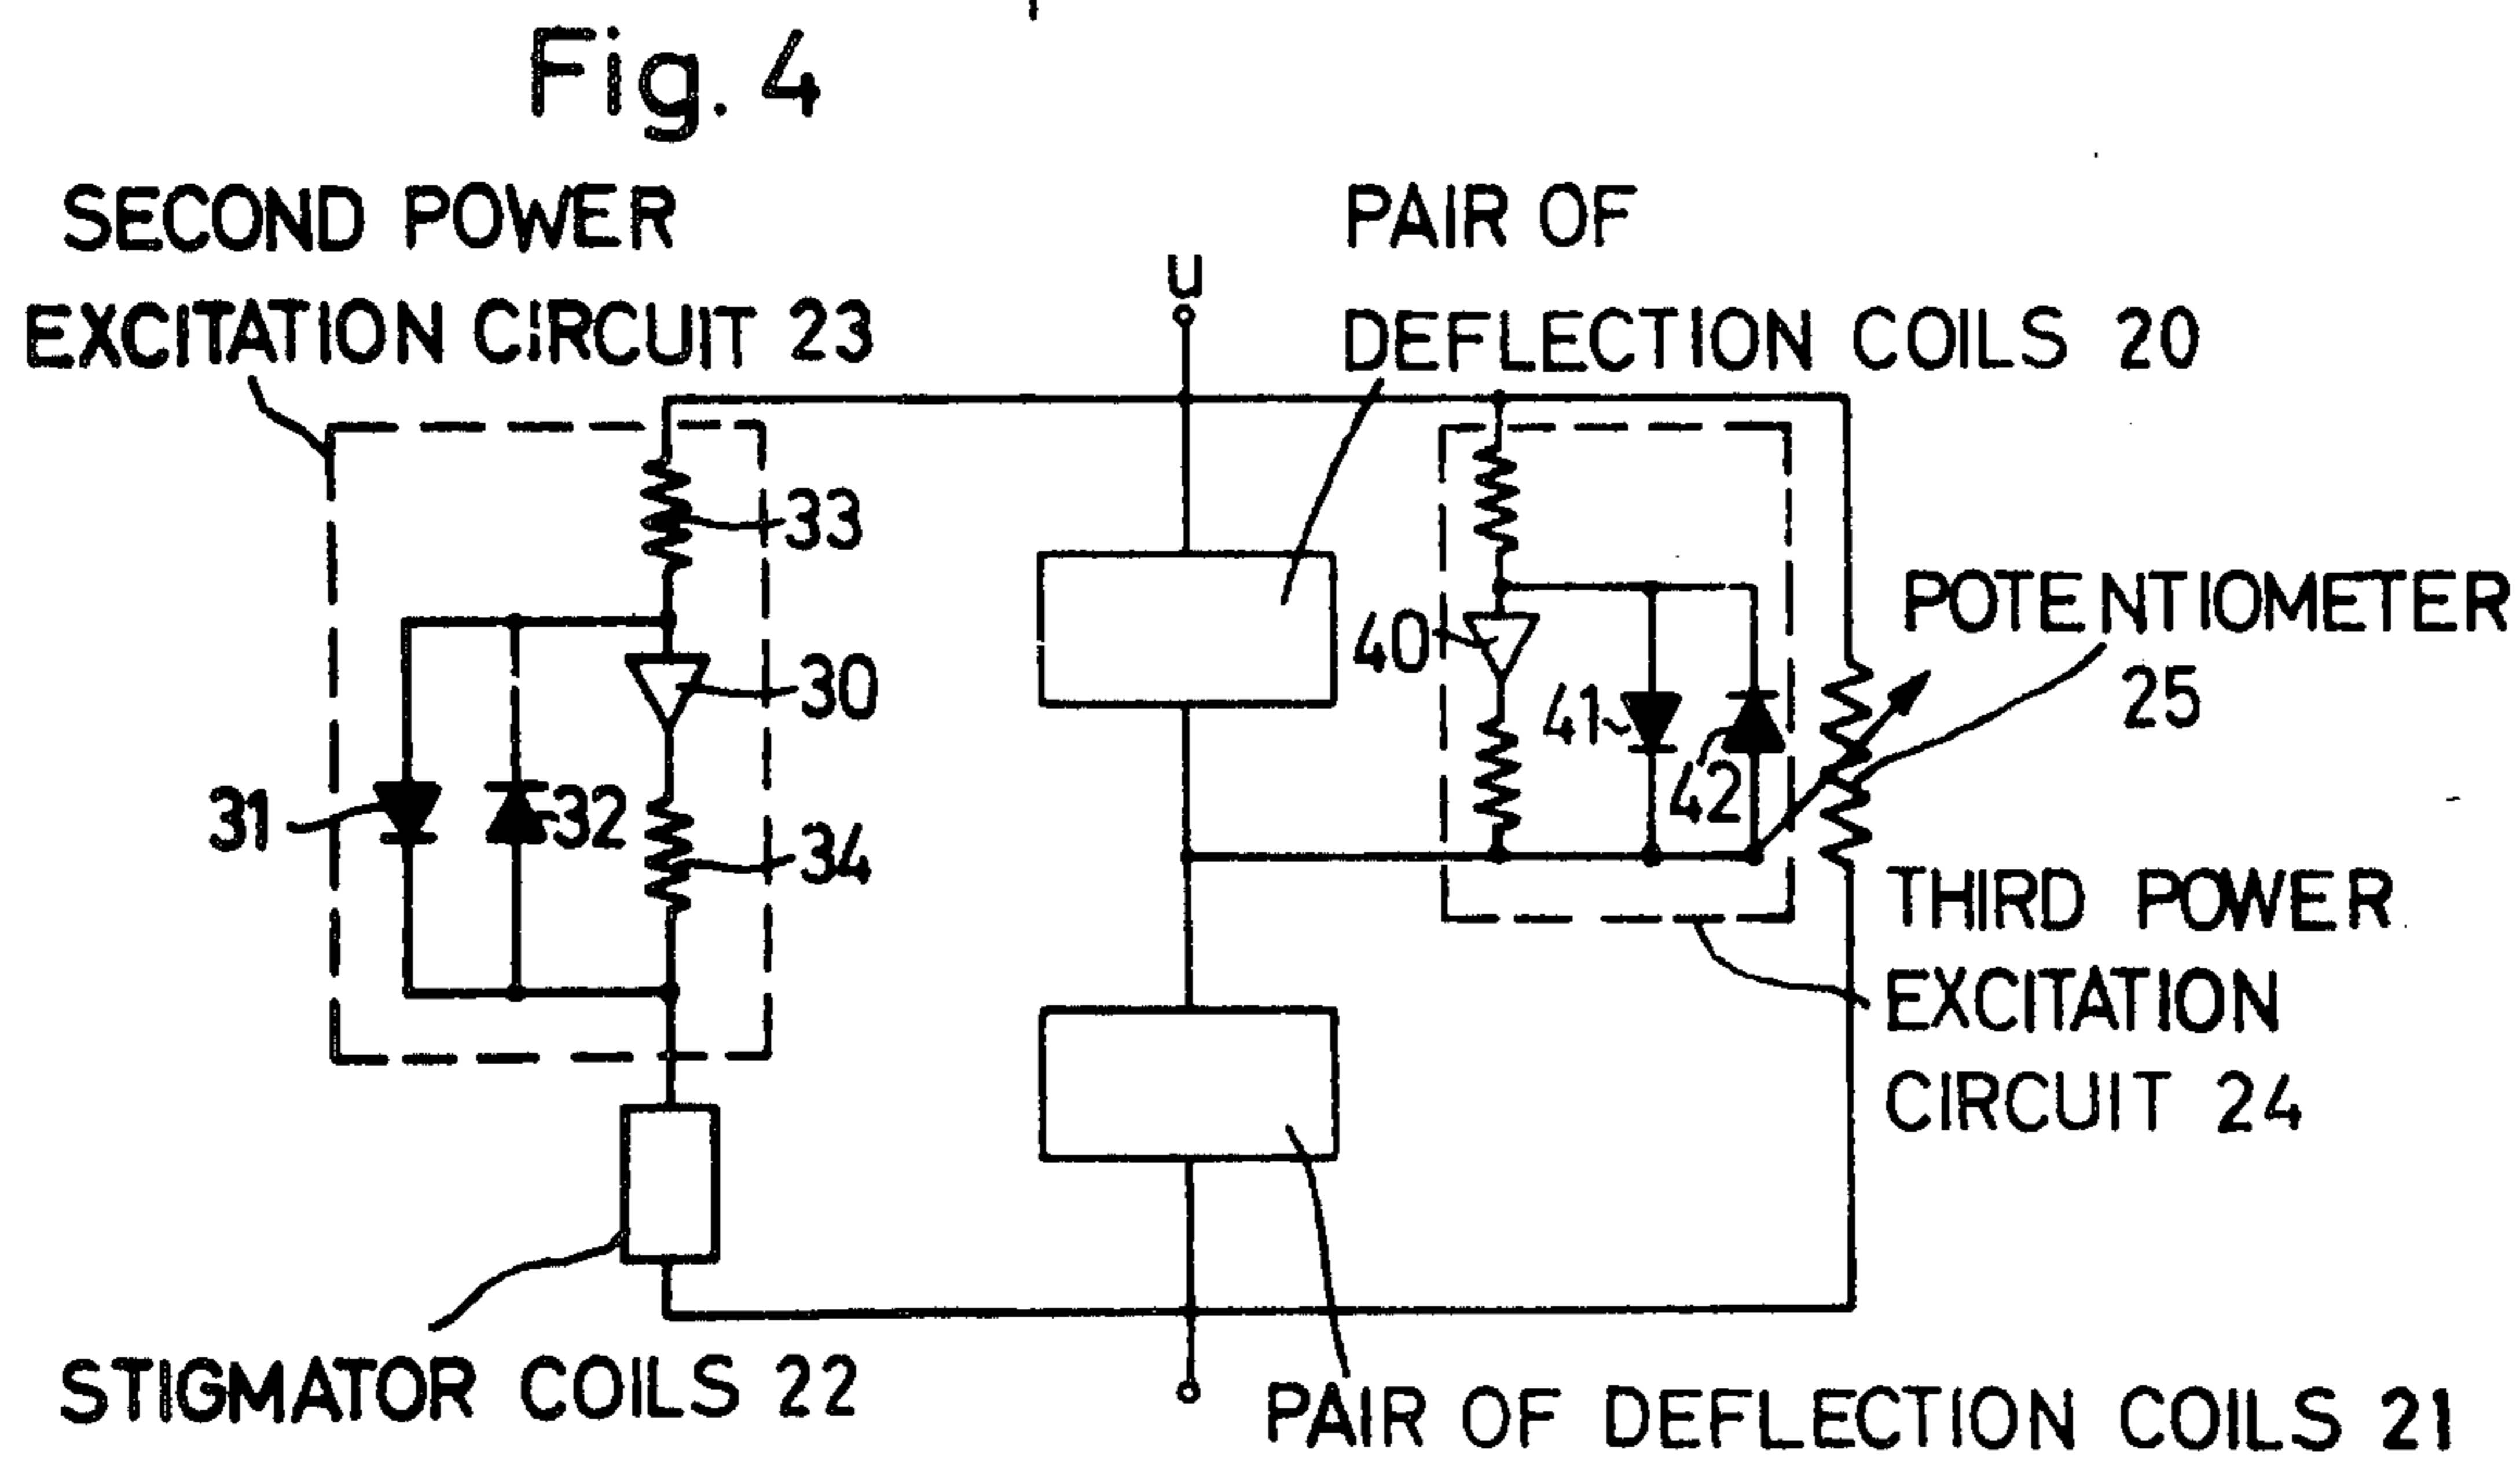 Fig. 4
SECOND POWER
EXCITATION CIRCUIT 23
PAIR OF
DEFLECTION COILS 20
U
33
30
31
32
34
40
41
42
POTENTIOMETER
25
THIRD POWER
EXCITATION
CIRCUIT 24
STIGMATOR COILS 22
PAIR OF DEFLECTION COILS 21